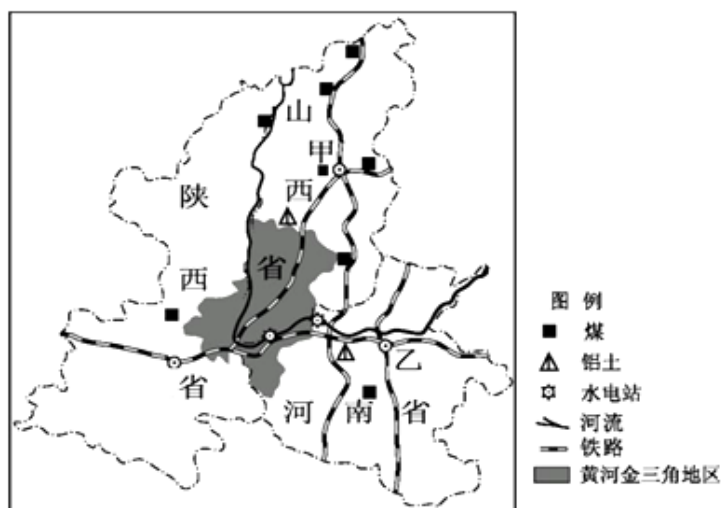 山
甲
陕
西
省
西
省
乙
河 南 省
图 例
煤
铝土
水电站
河流
铁路
黄河金三角地区